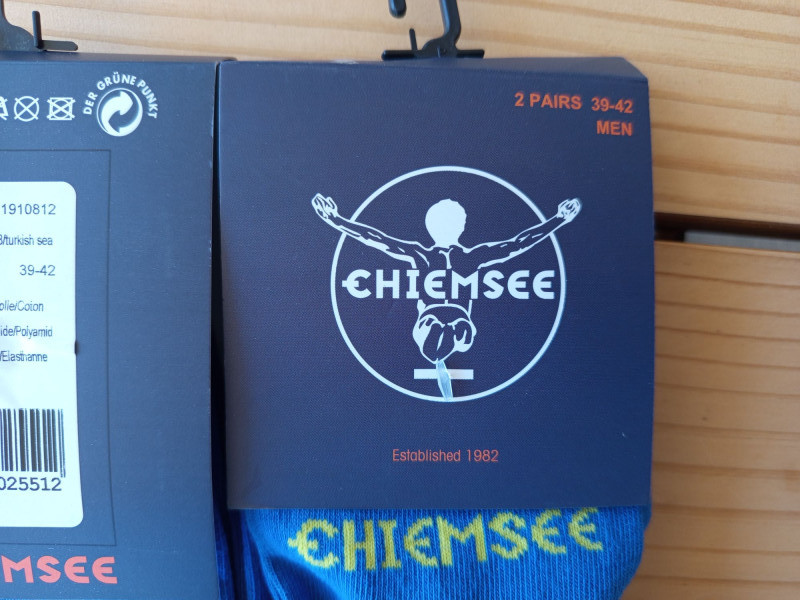 DER GRÜNE PUNKT
1910812
turkish sea
39-42
Coton
Polyamid
Elasthanne
025512
MSEE
2 PAIRS 39-42
MEN
CHIEMSEE
Established 1982
CHIEMSEE